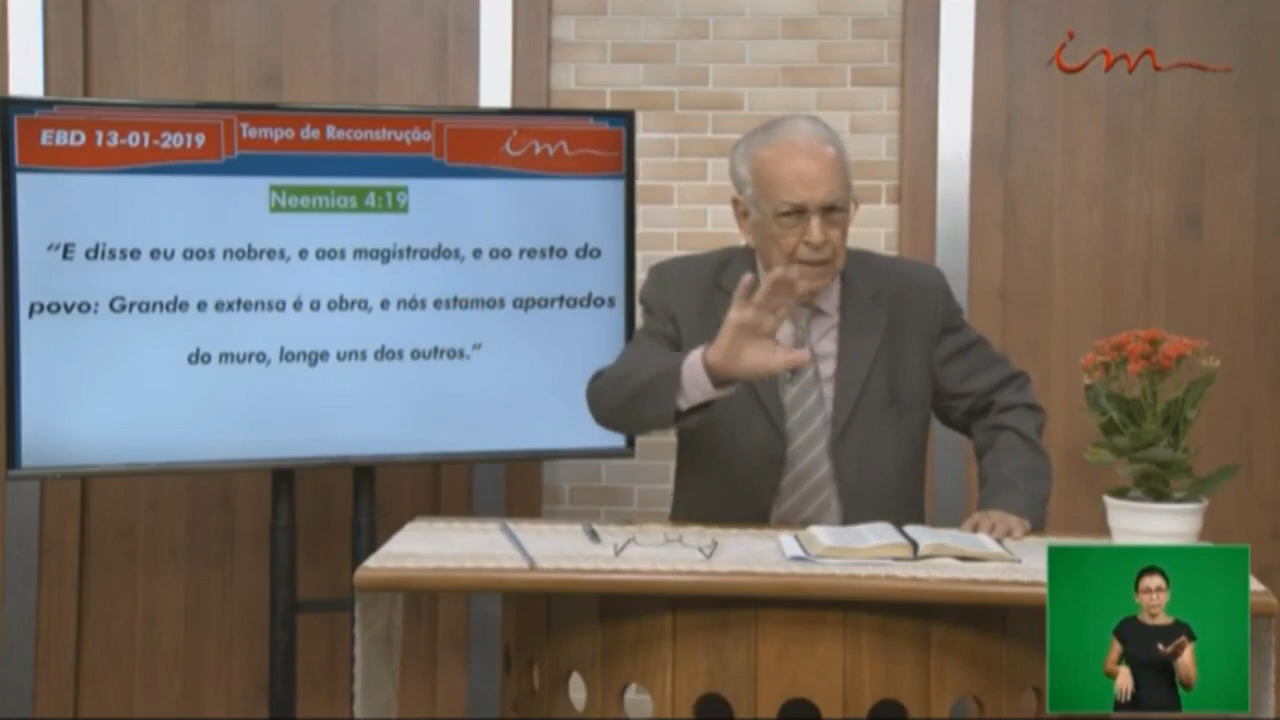 im
EBD 13-01-2019
Tempo de Reconstrução
im
Neemias 4:19
“E disse eu aos nobres, e aos magistrados, e ao resto do
povo: Grande e extensa é a obra, e nós estamos apartados
do muro, longe uns dos outros.”